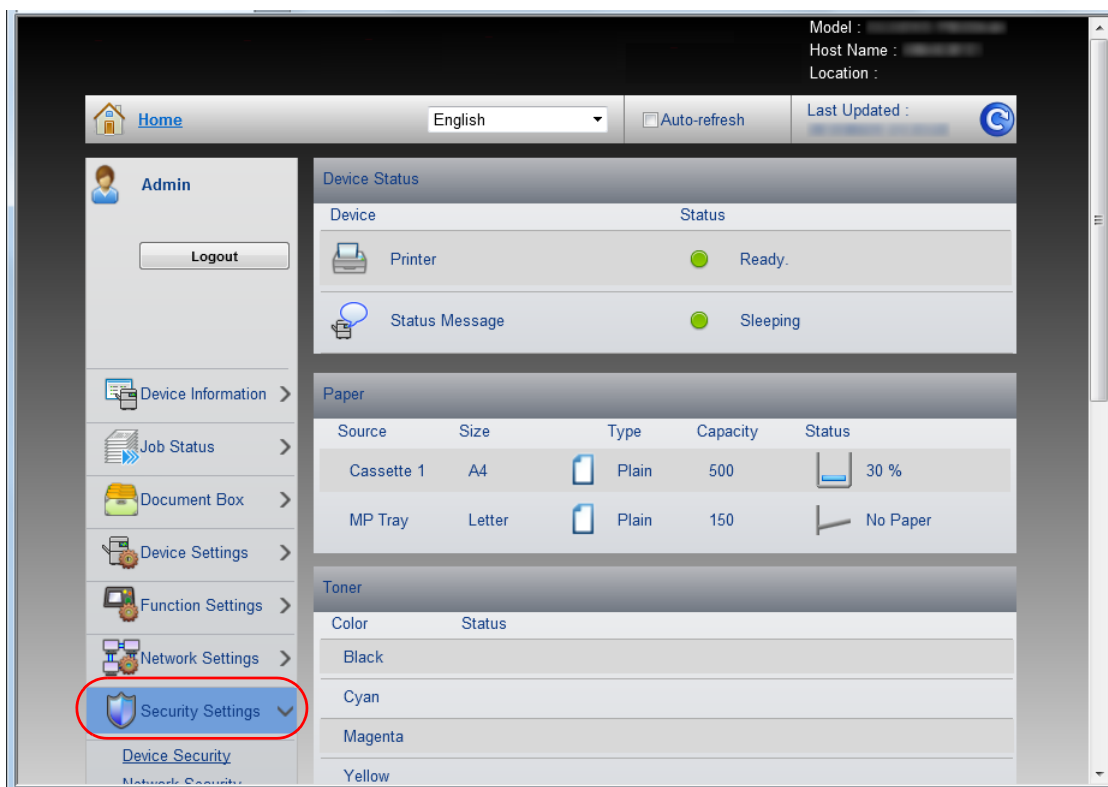 Model :
Host Name :
Location :
Home English Auto-refresh Last Updated :
Admin
Logout
Device Information
Job Status
Document Box
Device Settings
Function Settings
Network Settings
Security Settings
Device Security
Network Security
Device Status
Device Status
Printer Ready.
Status Message Sleeping
Paper
Source Size Type Capacity Status
Cassette 1 A4 Plain 500 30 %
MP Tray Letter Plain 150 No Paper
Toner
Color Status
Black
Cyan
Magenta
Yellow